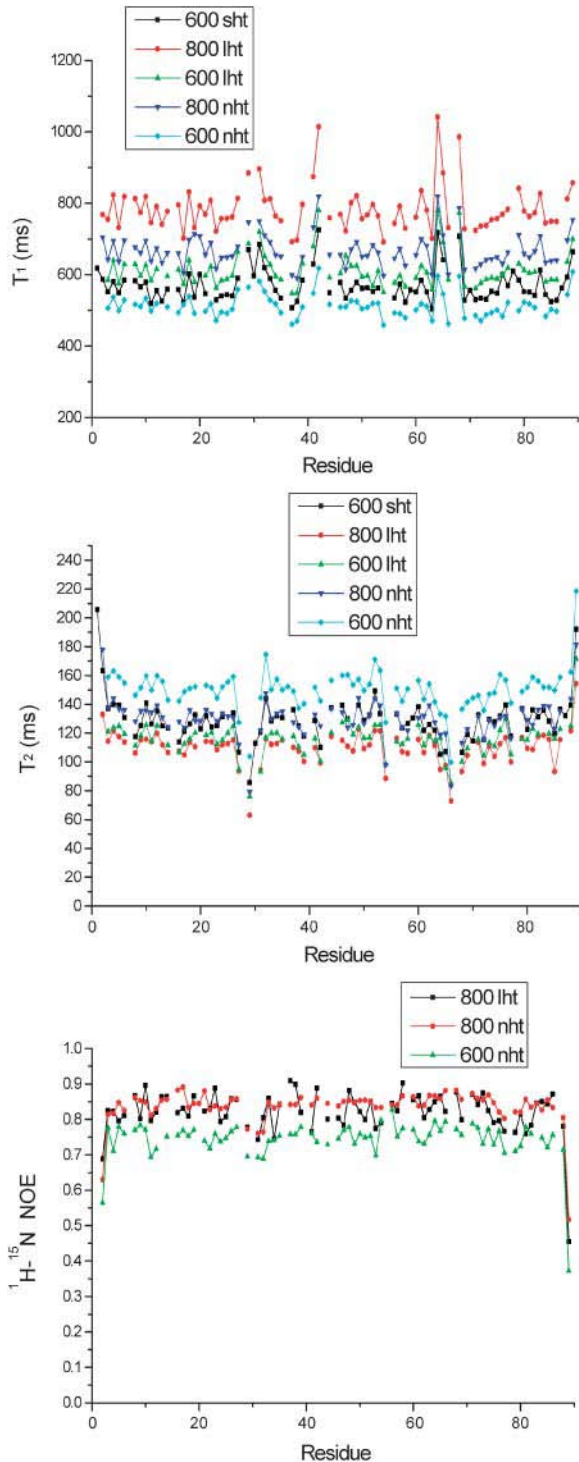 600 sht
800 lht
600 lht
800 nht
600 nht
1200
1000
800
600
400
200
T1 (ms)
0 20 40 60 80
Residue
600 sht
800 lht
600 lht
800 nht
600 nht
240
220
200
180
160
140
120
100
80
60
40
20
0
T2 (ms)
0 20 40 60 80
Residue
800 lht
800 nht
600 nht
1.0
0.9
0.8
0.7
0.6
0.5
0.4
0.3
0.2
0.1
0.0
1H-15N NOE
0 20 40 60 80
Residue